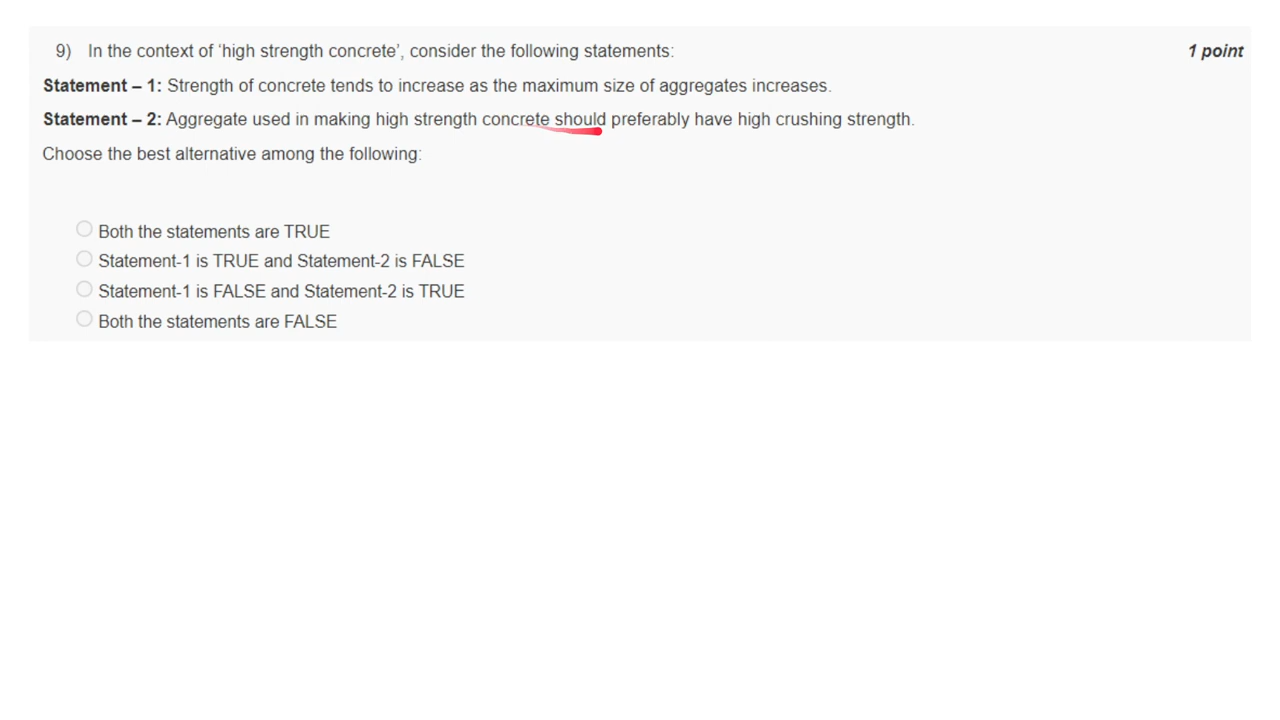 9) In the context of ‘high strength concrete’, consider the following statements: 1 point
Statement – 1: Strength of concrete tends to increase as the maximum size of aggregates increases.
Statement – 2: Aggregate used in making high strength concrete should preferably have high crushing strength.
Choose the best alternative among the following:
Both the statements are TRUE
Statement-1 is TRUE and Statement-2 is FALSE
Statement-1 is FALSE and Statement-2 is TRUE
Both the statements are FALSE